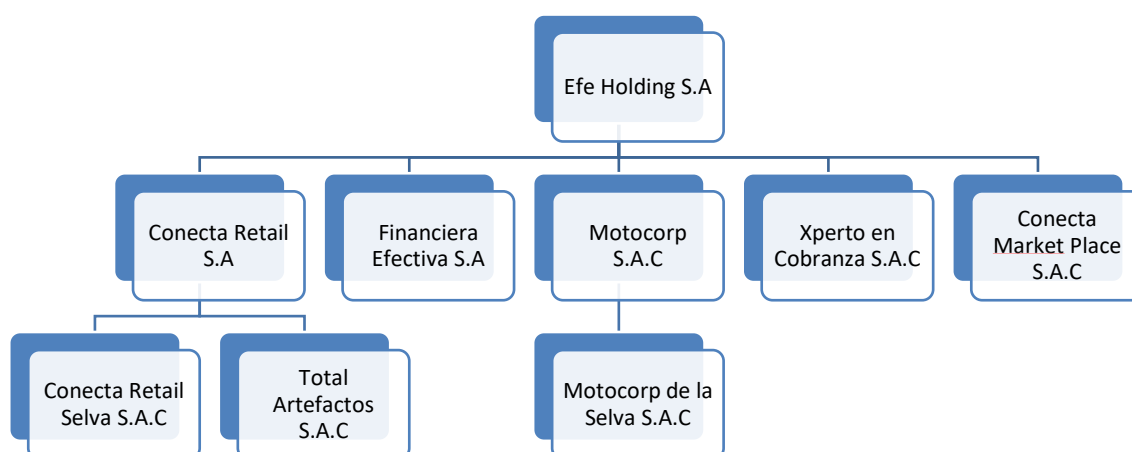 Efe Holding S.A
Conecta Retail
S.A
Financiera
Efectiva S.A
Motocorp
S.A.C
Xperto en
Cobranza S.A.C
Conecta
Market Place
S.A.C
Conecta Retail
Selva S.A.C
Total
Artefactos
S.A.C
Motocorp de la
Selva S.A.C